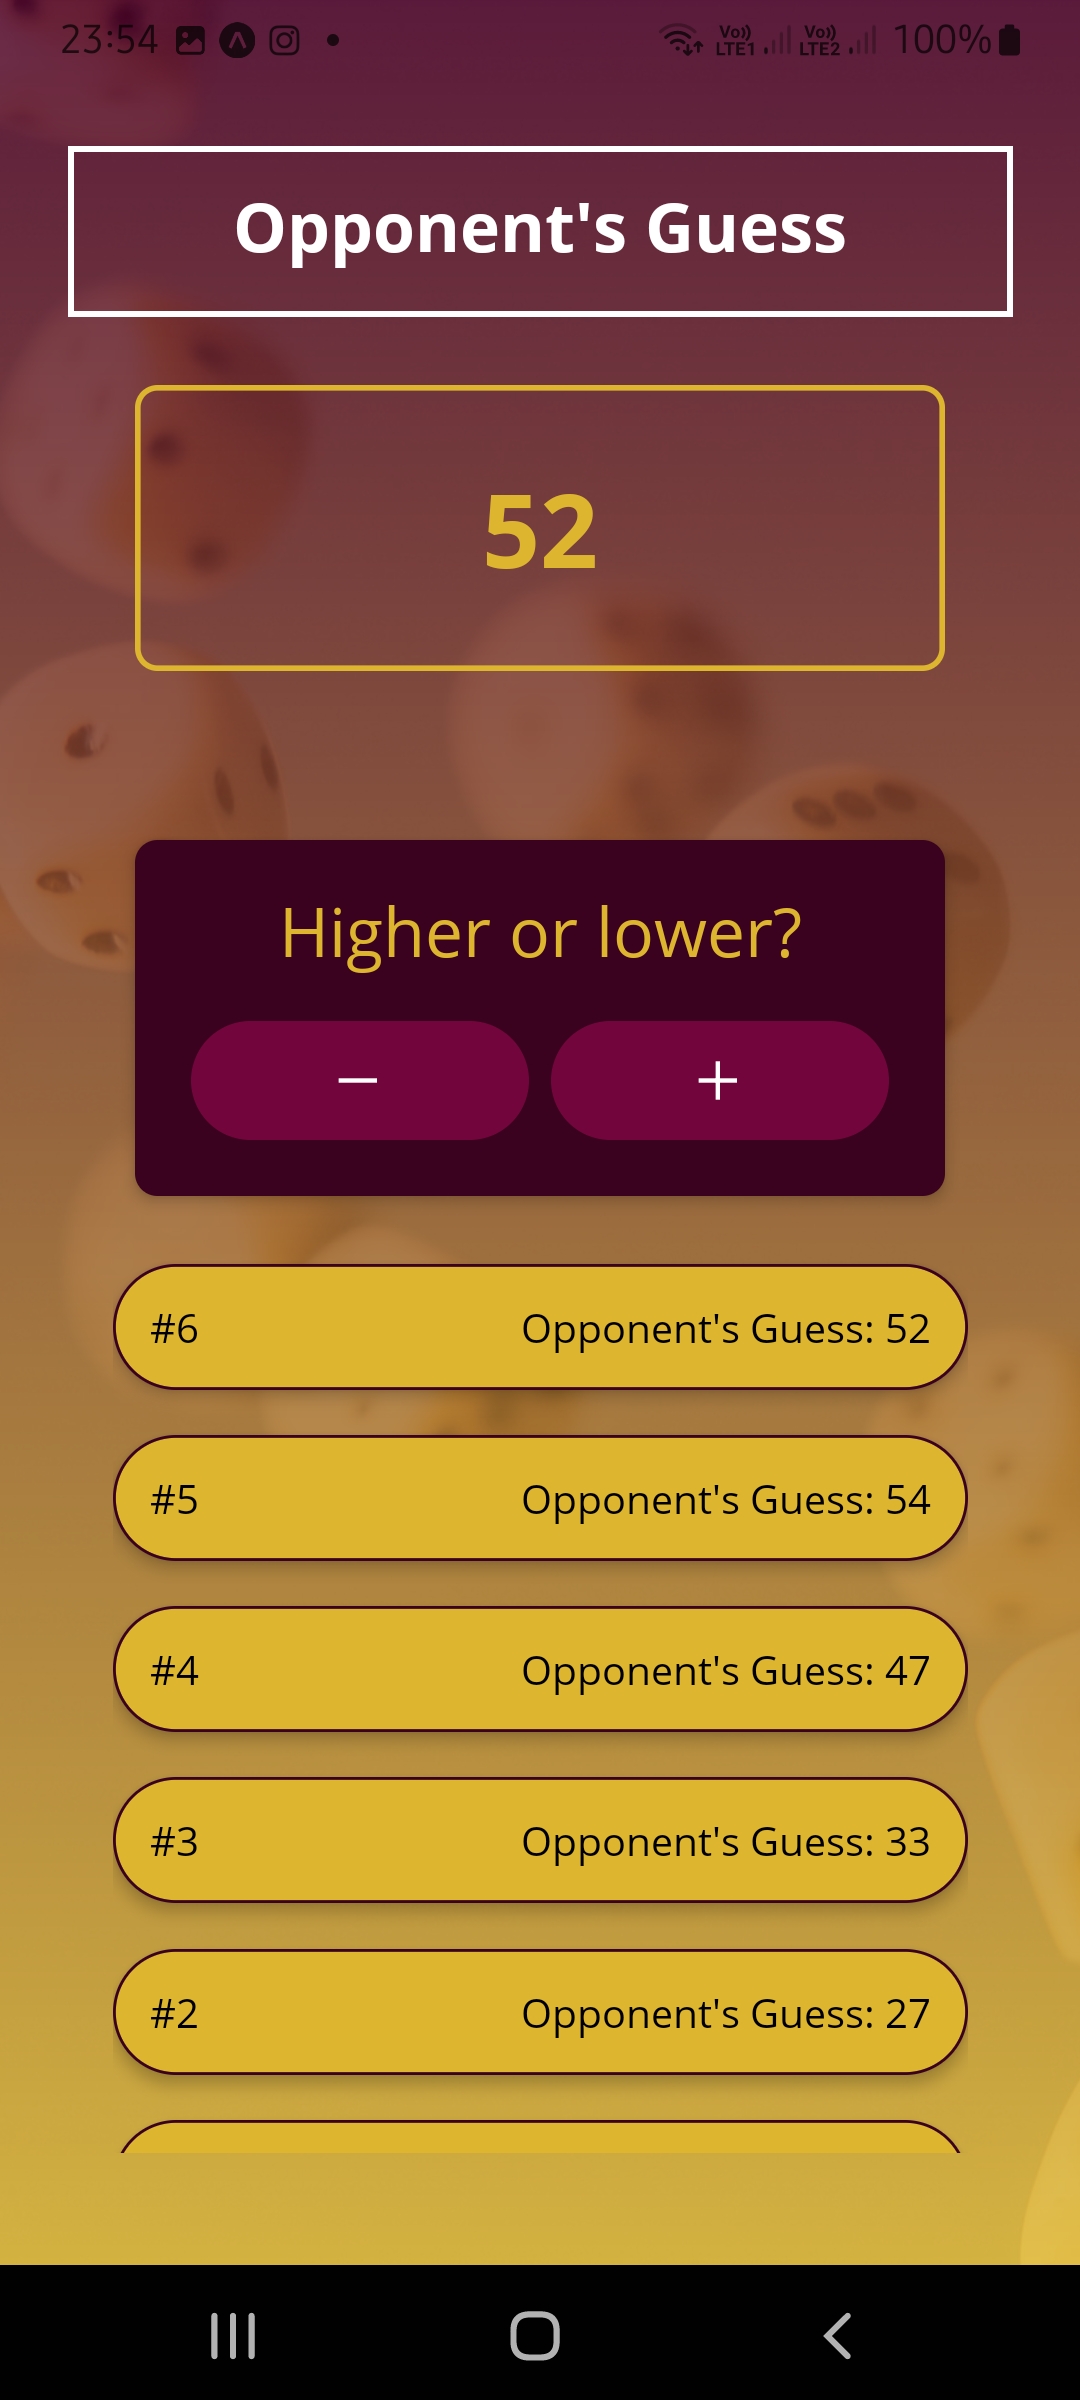 23:54 Vo)) LTE1 Vo)) LTE2 100%
Opponent's Guess
52
Higher or lower?
− +
#6 Opponent's Guess: 52
#5 Opponent's Guess: 54
#4 Opponent's Guess: 47
#3 Opponent's Guess: 33
#2 Opponent's Guess: 27